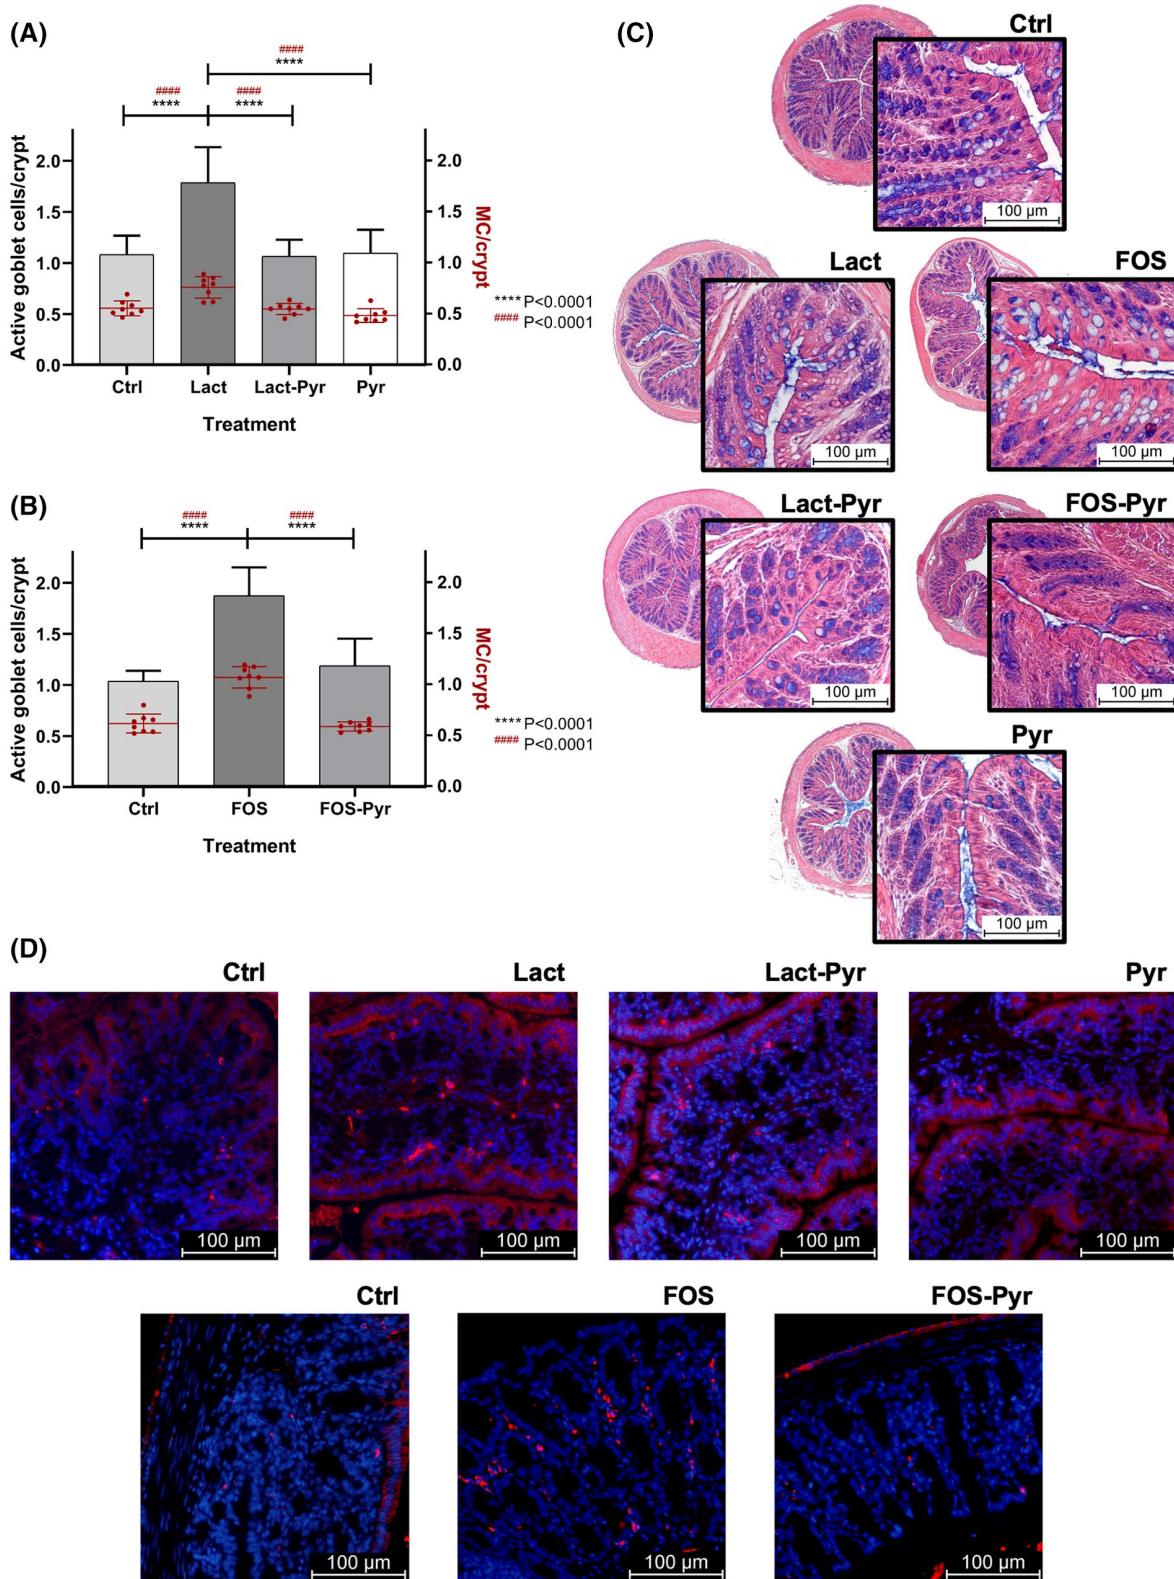 (A)
####
****
####
****
####
****
Active goblet cells/crypt
2.0
1.5
1.0
0.5
0.0
2.0
1.5
1.0
0.5
0.0
MC/crypt
**** P<0.0001
#### P<0.0001
Ctrl
Lact
Lact-Pyr
Pyr
Treatment
(B)
####
****
####
****
Active goblet cells/crypt
2.0
1.5
1.0
0.5
0.0
2.0
1.5
1.0
0.5
0.0
MC/crypt
**** P<0.0001
#### P<0.0001
Ctrl
FOS
FOS-Pyr
Treatment
(C)
Ctrl
100 µm
Lact
100 µm
FOS
100 µm
Lact-Pyr
100 µm
FOS-Pyr
100 µm
Pyr
100 µm
(D)
Ctrl
100 µm
Lact
100 µm
Lact-Pyr
100 µm
Pyr
100 µm
Ctrl
100 µm
FOS
100 µm
FOS-Pyr
100 µm